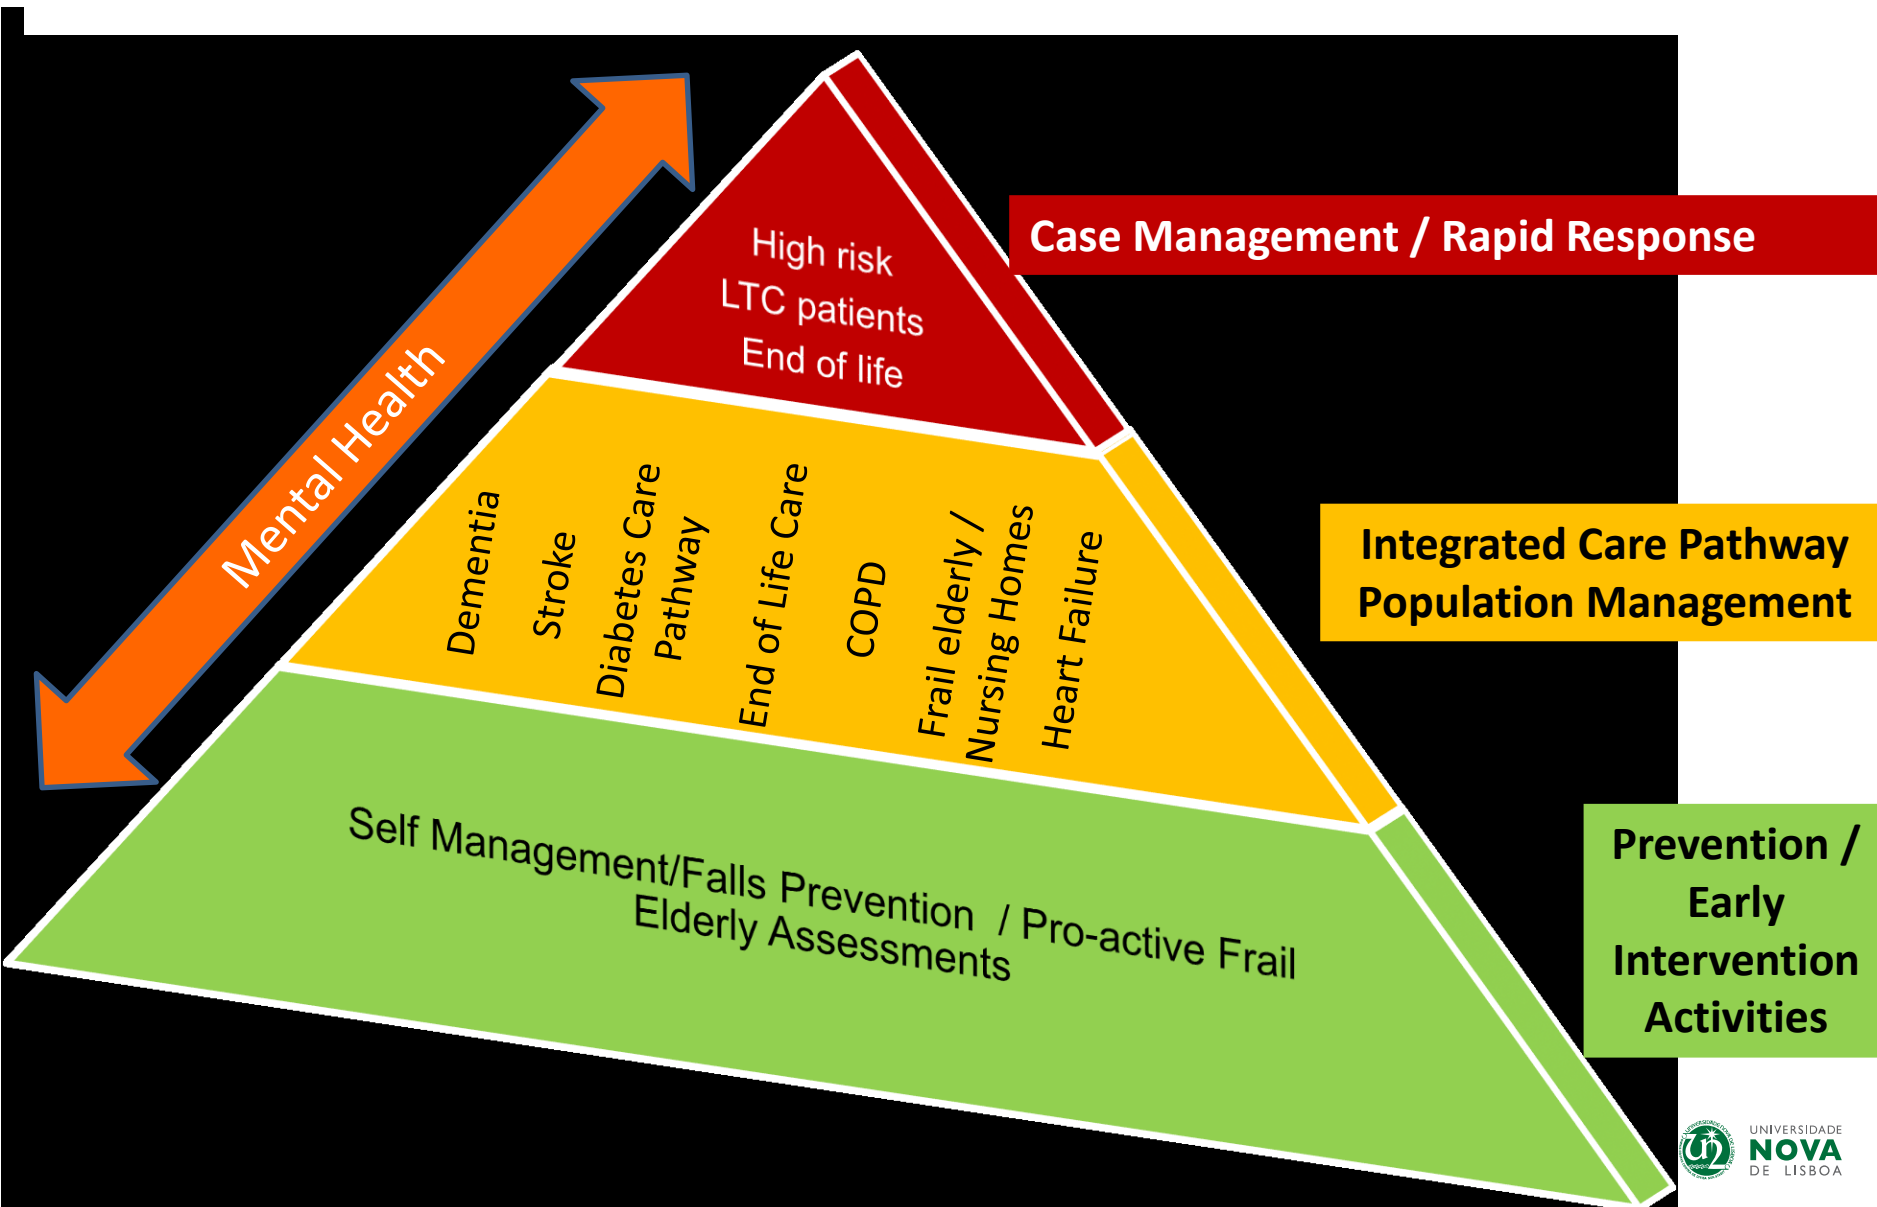 Mental Health
High risk
LTC patients
End of life
Case Management / Rapid Response
Dementia
Stroke
Diabetes Care
Pathway
End of Life Care
COPD
Frail elderly /
Nursing Homes
Heart Failure
Integrated Care Pathway
Population Management
Self Management/Falls Prevention / Pro-active Frail
Elderly Assessments
Prevention /
Early
Intervention
Activities
UNIVERSIDADE
NOVA
DE LISBOA